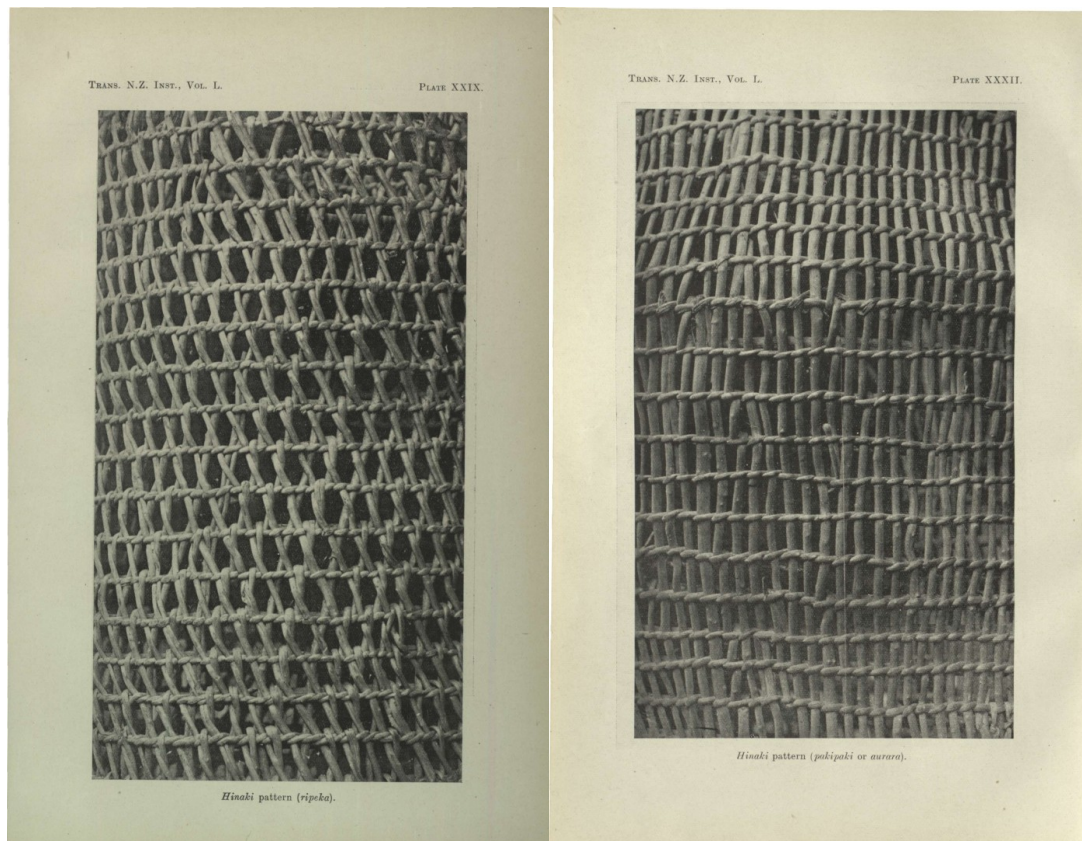 Trans. N.Z. Inst., Vol. L. Plate XXIX.
Hinaki pattern (ripeka).
Trans. N.Z. Inst., Vol. L. Plate XXXII.
Hinaki pattern (pakipaki or aurara).